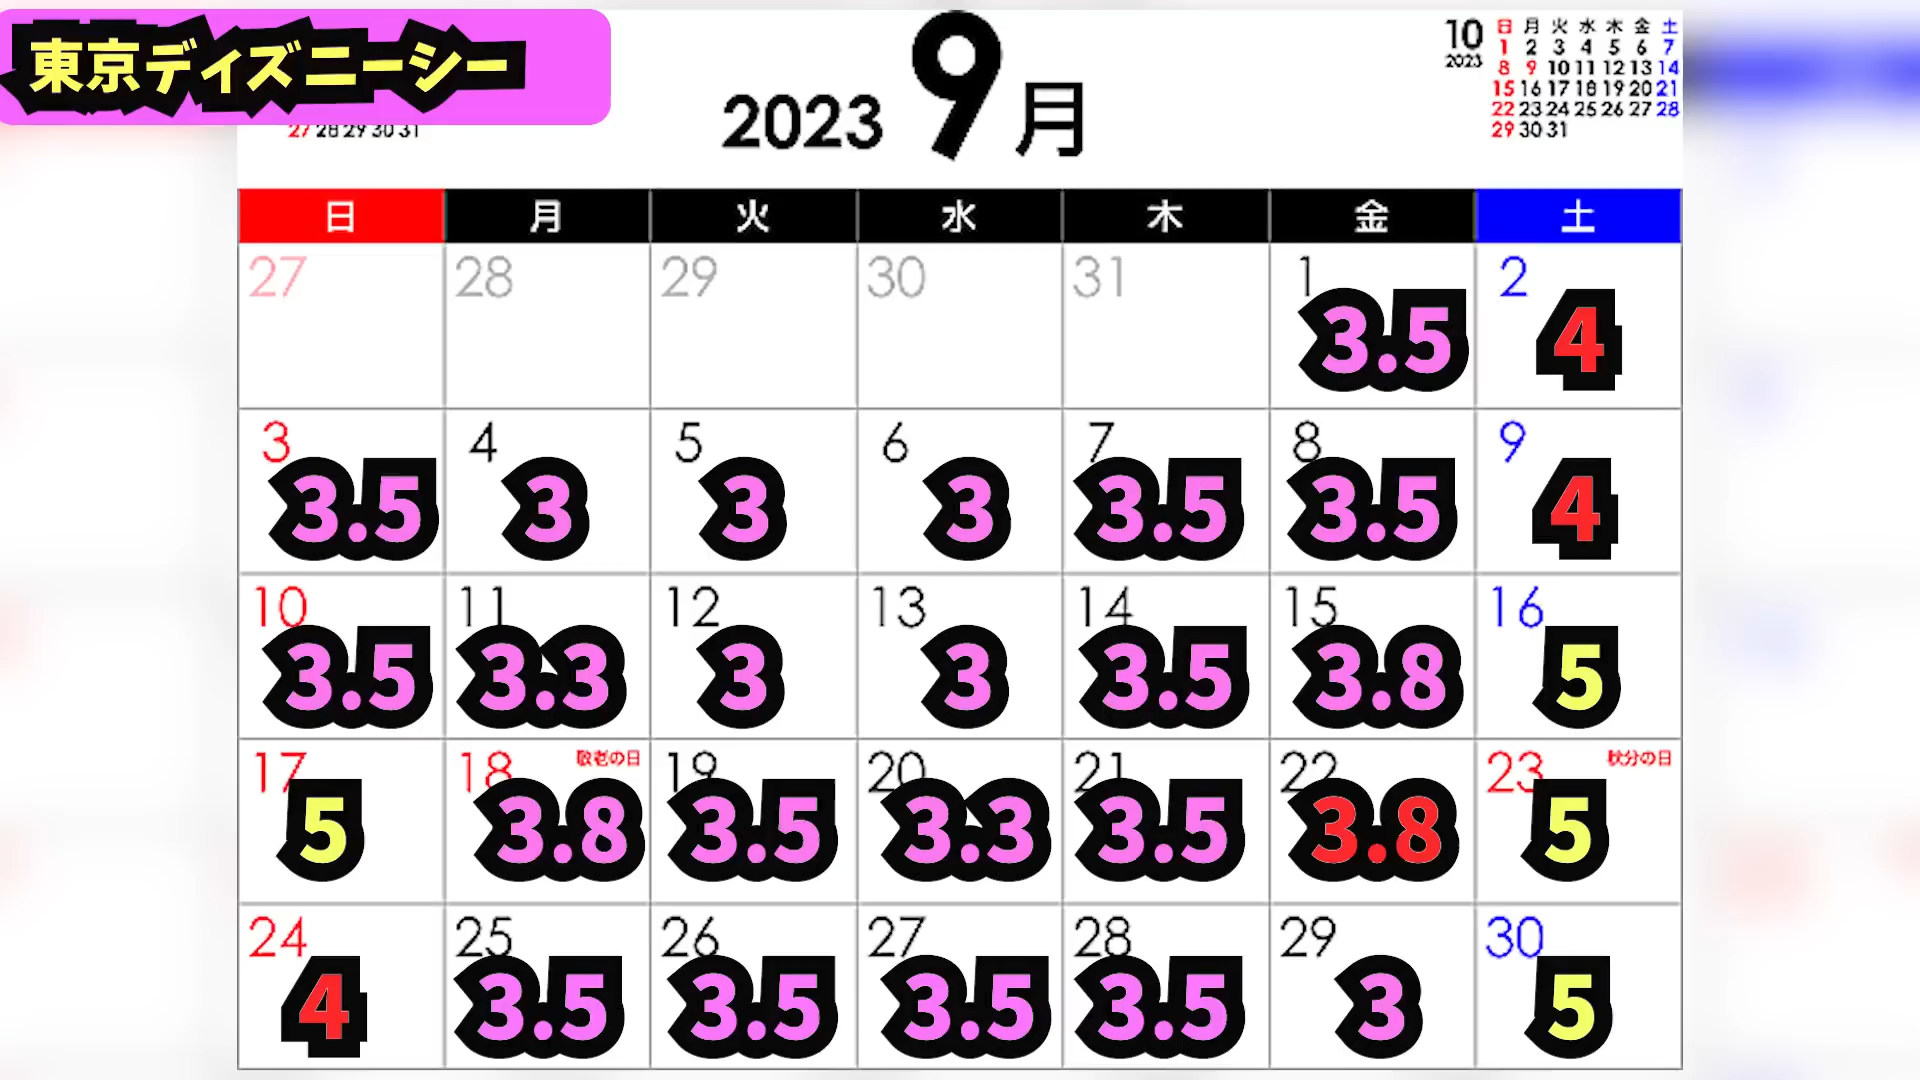 東京ディズニーシー
27 28 29 30 31
2023 9月
10 日 月 火 水 木 金 土
2023 1 2 3 4 5 6 7
8 9 10 11 12 13 14
15 16 17 18 19 20 21
22 23 24 25 26 27 28
29 30 31
日 月 火 水 木 金 土
27 28 29 30 31 1 2
3.5 4
3 4 5 6 7 8 9
3.5 3 3 3 3.5 3.5 4
10 11 12 13 14 15 16
3.5 3.3 3 3 3.5 3.8 5
17 18 敬老の日 19 20 21 22 23 秋分の日
5 3.8 3.5 3.3 3.5 3.8 5
24 25 26 27 28 29 30
4 3.5 3.5 3.5 3.5 3 5